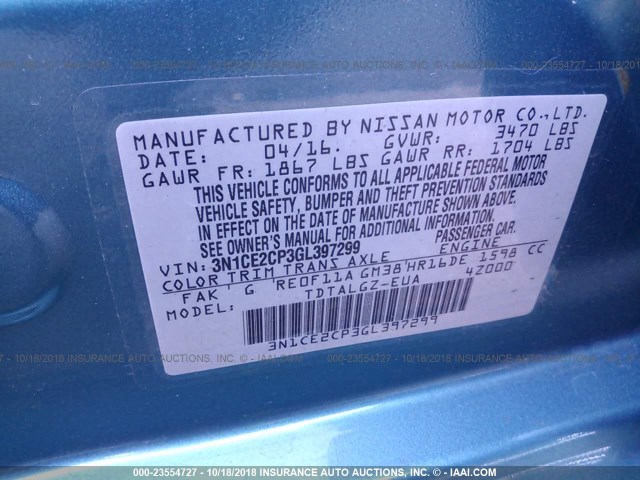 MANUFACTURED BY NISSAN MOTOR CO.,LTD.
DATE: 04/16. GVWR: 3470 LBS
GAWR FR: 1867 LBS GAWR RR: 1704 LBS
THIS VEHICLE CONFORMS TO ALL APPLICABLE FEDERAL MOTOR
VEHICLE SAFETY, BUMPER AND THEFT PREVENTION STANDARDS
IN EFFECT ON THE DATE OF MANUFACTURE SHOWN ABOVE.
SEE OWNER'S MANUAL FOR ADDITIONAL INFORMATION.
VIN: 3N1CE2CP3GL397299 PASSENGER CAR.
COLOR TRIM TRANS AXLE ENGINE
FAK G RE0F11A GM38 HR16DE 1598 CC
MODEL: TDTALGZ-EUA 4Z000
3N1CE2CP3GL397299
000-23554727 - 10/18/2018 INSURANCE AUTO AUCTIONS, INC. - © - WWW.IAAI.COM